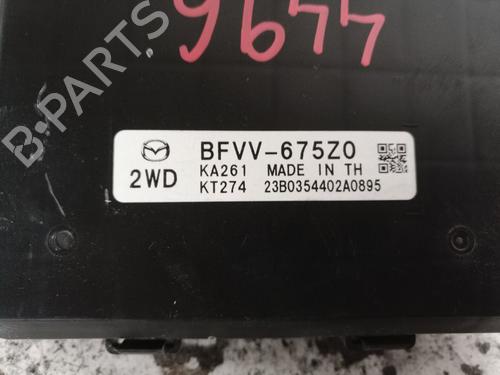 9644
B-PARTS
BFVV-675Z0
2WD
KA261 MADE IN TH
KT274 23B0354402A0895